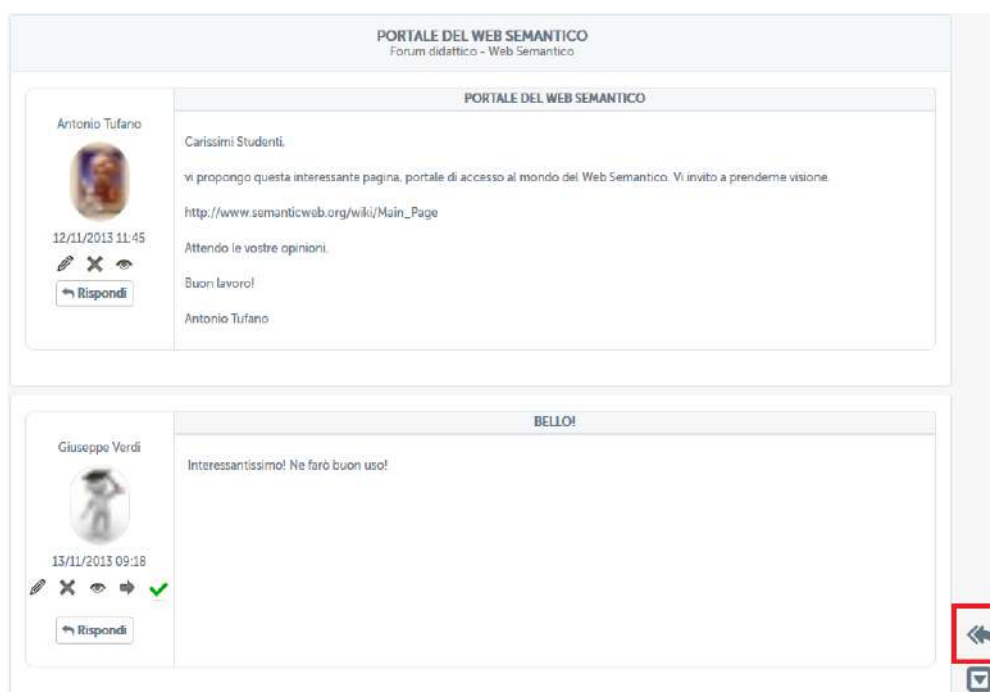 PORTALE DEL WEB SEMANTICO
Forum didattico - Web Semantico
PORTALE DEL WEB SEMANTICO
Antonio Tufano
12/11/2013 11:45
Rispondi
Carissimi Studenti,
vi propongo questa interessante pagina, portale di accesso al mondo del Web Semantico. Vi invito a prenderne visione.
http://www.semanticweb.org/wiki/Main_Page
Attendo le vostre opinioni.
Buon lavoro!
Antonio Tufano
BELLO!
Giuseppe Verdi
13/11/2013 09:18
Rispondi
Interessantissimo! Ne farò buon uso!